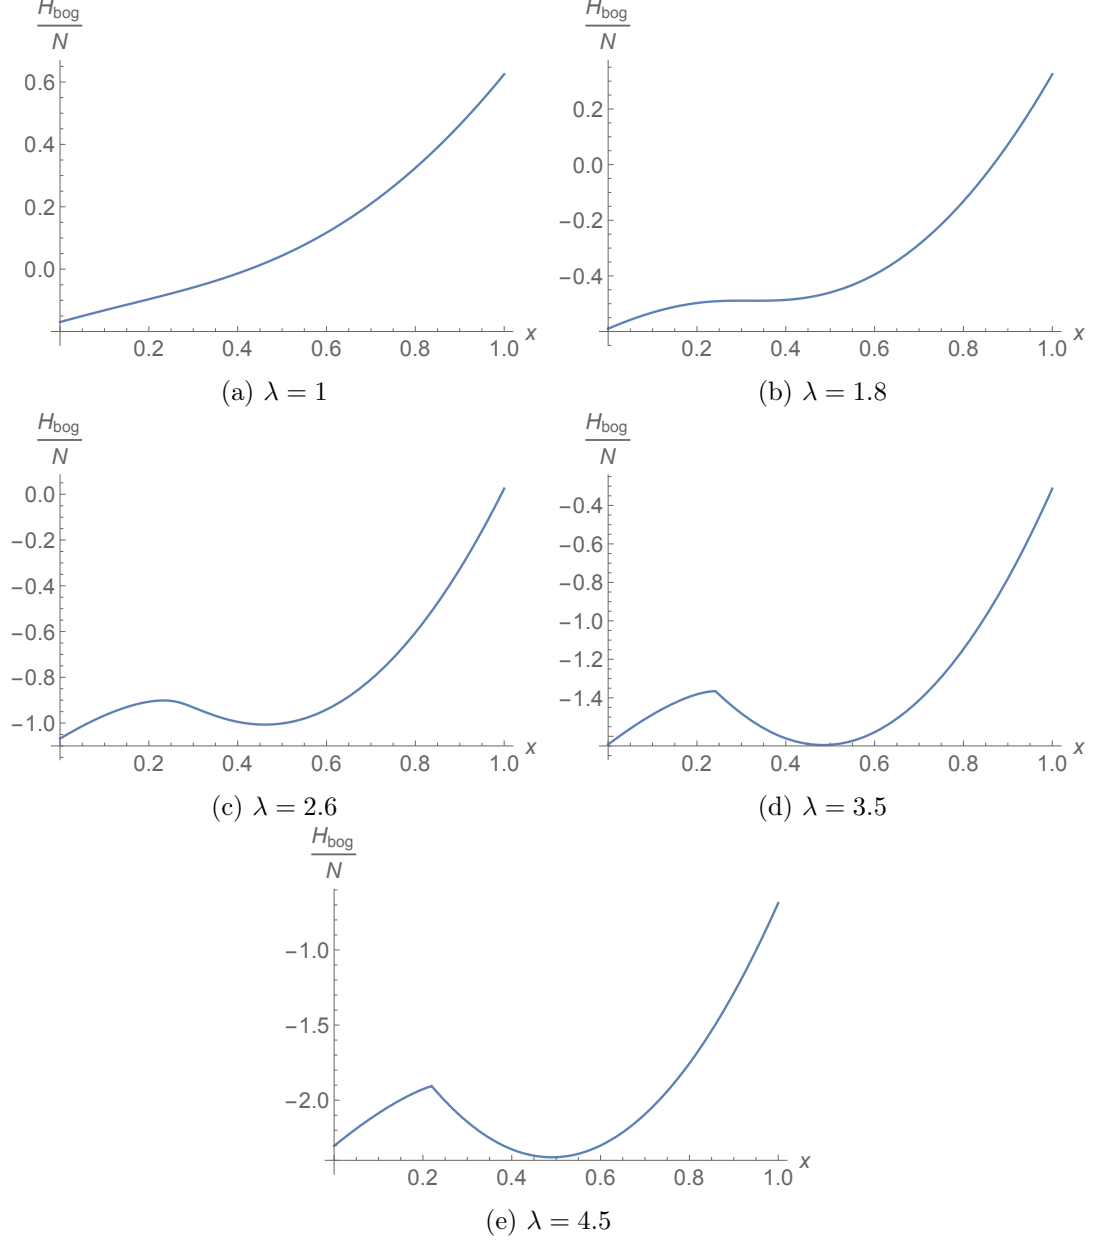 H_bog / N
0.6
0.4
0.2
0.0
0.2 0.4 0.6 0.8 1.0 x
(a) λ = 1
H_bog / N
0.2
0.0
−0.2
−0.4
0.2 0.4 0.6 0.8 1.0 x
(b) λ = 1.8
H_bog / N
0.0
−0.2
−0.4
−0.6
−0.8
−1.0
0.2 0.4 0.6 0.8 1.0 x
(c) λ = 2.6
H_bog / N
−0.4
−0.6
−0.8
−1.0
−1.2
−1.4
0.2 0.4 0.6 0.8 1.0 x
(d) λ = 3.5
H_bog / N
−1.0
−1.5
−2.0
0.2 0.4 0.6 0.8 1.0 x
(e) λ = 4.5